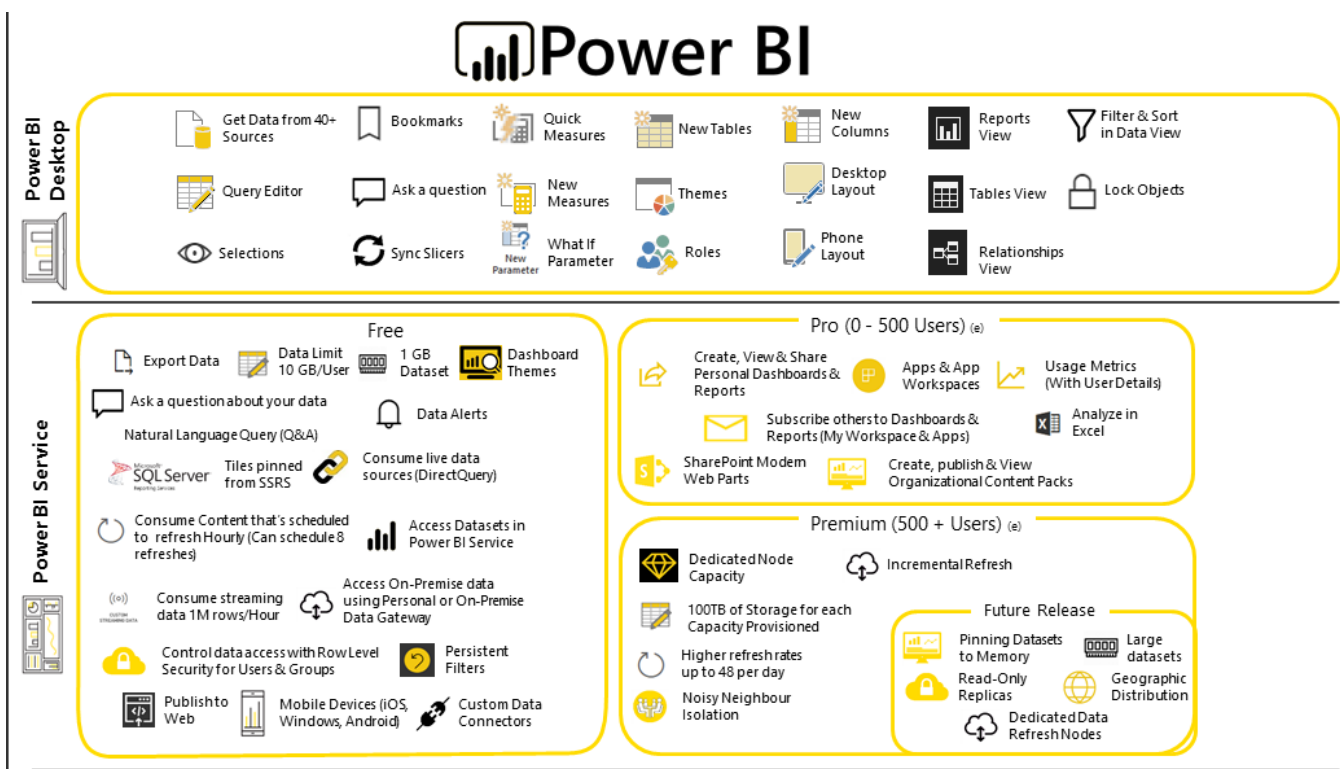 Power BI
Power BI
Desktop
Get Data from 40+
Sources
Bookmarks
Quick
Measures
New Tables
New
Columns
Reports
View
Filter & Sort
in Data View
Query Editor
Ask a question
New
Measures
Themes
Desktop
Layout
Tables View
Lock Objects
Selections
Sync Slicers
New
Parameter
What If
Parameter
Roles
Phone
Layout
Relationships
View
Power BI Service
Free
Export Data
Data Limit
10 GB/User
1 GB
Dataset
Dashboard
Themes
Ask a question about your data
Data Alerts
Natural Language Query (Q&A)
Microsoft
SQL Server
Reporting Services
Tiles pinned
from SSRS
Consume live data
sources (DirectQuery)
Consume Content that's scheduled
to refresh Hourly (Can schedule 8
refreshes)
Access Datasets in
Power BI Service
CUSTOM
STREAMING DATA
Consume streaming
data 1M rows/Hour
Access On-Premise data
using Personal or On-Premise
Data Gateway
Control data access with Row Level
Security for Users & Groups
Persistent
Filters
Publish to
Web
Mobile Devices (iOS,
Windows, Android)
Custom Data
Connectors
Pro (0 - 500 Users) (e)
Create, View & Share
Personal Dashboards &
Reports
Apps & App
Workspaces
Usage Metrics
(With User Details)
Subscribe others to Dashboards &
Reports (My Workspace & Apps)
Analyze in
Excel
SharePoint Modern
Web Parts
Create, publish & View
Organizational Content Packs
Premium (500 + Users) (e)
Dedicated Node
Capacity
Incremental Refresh
100TB of Storage for each
Capacity Provisioned
Higher refresh rates
up to 48 per day
Noisy Neighbour
Isolation
Future Release
Pinning Datasets
to Memory
Large
datasets
Read-Only
Replicas
Geographic
Distribution
Dedicated Data
Refresh Nodes